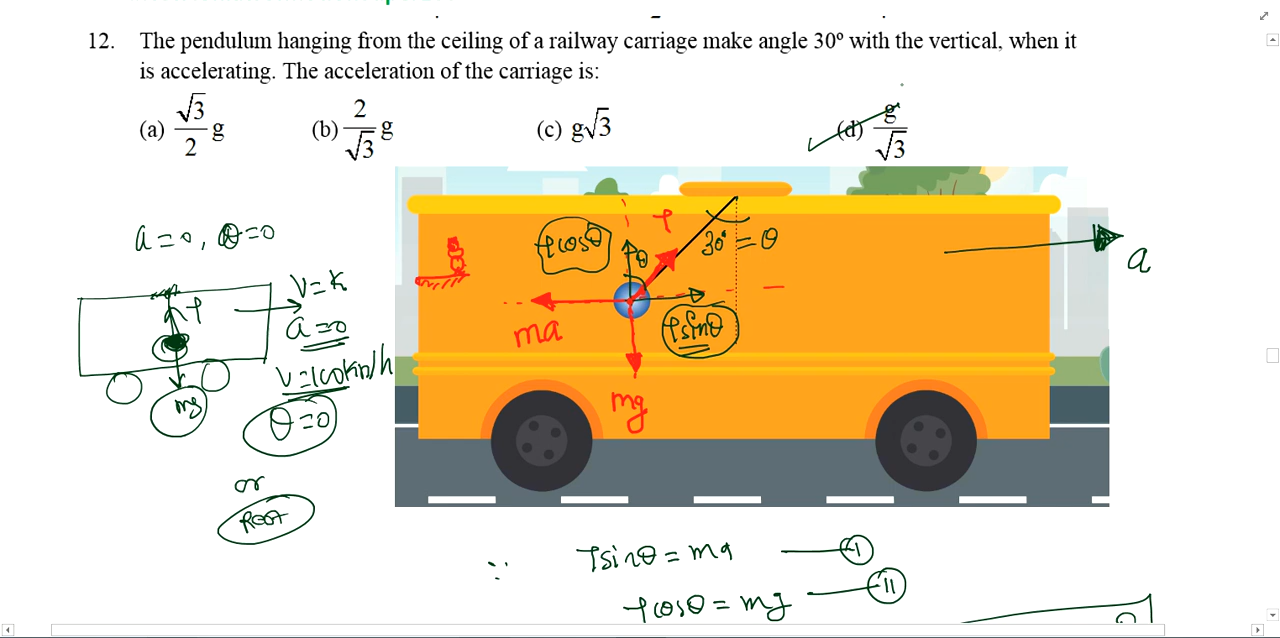 12. The pendulum hanging from the ceiling of a railway carriage make angle 30º with the vertical, when it
is accelerating. The acceleration of the carriage is:
(a) √3/2 g (b) 2/√3 g (c) g√3 (d) g/√3
a=0, θ=0
T
V=K
a=0
V=100km/h
mg
θ=0
or
Rest
T
Tcosθ
θ
30° = θ
a
ma
Tsinθ
mg
∵ Tsinθ = ma — I
Tcosθ = mg — II